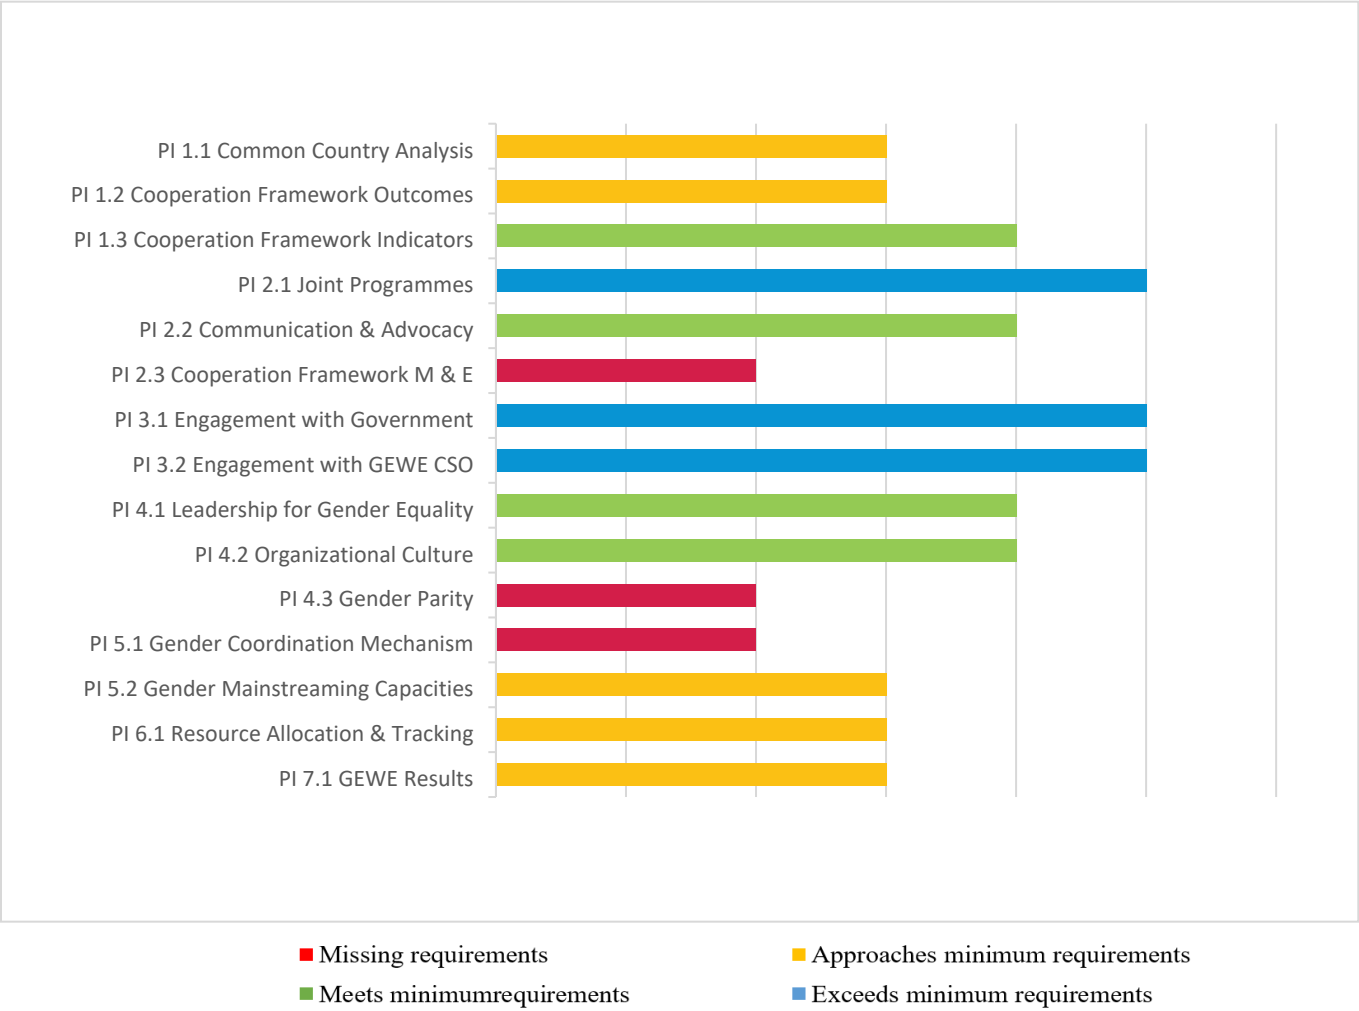 PI 1.1 Common Country Analysis
PI 1.2 Cooperation Framework Outcomes
PI 1.3 Cooperation Framework Indicators
PI 2.1 Joint Programmes
PI 2.2 Communication & Advocacy
PI 2.3 Cooperation Framework M & E
PI 3.1 Engagement with Government
PI 3.2 Engagement with GEWE CSO
PI 4.1 Leadership for Gender Equality
PI 4.2 Organizational Culture
PI 4.3 Gender Parity
PI 5.1 Gender Coordination Mechanism
PI 5.2 Gender Mainstreaming Capacities
PI 6.1 Resource Allocation & Tracking
PI 7.1 GEWE Results
Missing requirements
Approaches minimum requirements
Meets minimumrequirements
Exceeds minimum requirements